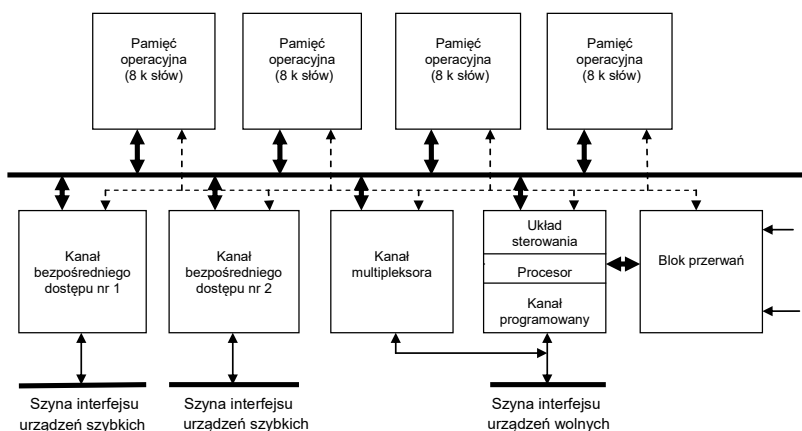 Pamięć
operacyjna
(8 k słów)
Pamięć
operacyjna
(8 k słów)
Pamięć
operacyjna
(8 k słów)
Pamięć
operacyjna
(8 k słów)
Kanał
bezpośredniego
dostępu nr 1
Kanał
bezpośredniego
dostępu nr 2
Kanał
multipleksora
Układ
sterowania
Procesor
Kanał
programowany
Blok przerwań
Szyna interfejsu
urządzeń szybkich
Szyna interfejsu
urządzeń szybkich
Szyna interfejsu
urządzeń wolnych